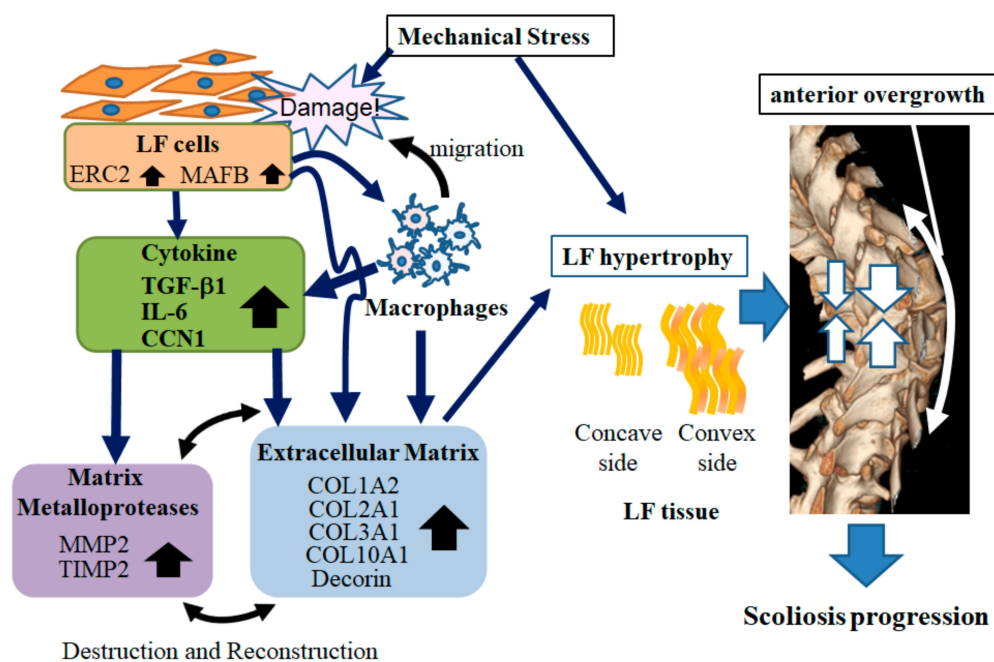 Mechanical Stress
Damage!
LF cells
ERC2 MAFB
migration
Cytokine
TGF-β1
IL-6
CCN1
Macrophages
Matrix
Metalloproteases
MMP2
TIMP2
Extracellular Matrix
COL1A2
COL2A1
COL3A1
COL10A1
Decorin
Destruction and Reconstruction
LF hypertrophy
Concave
side
Convex
side
LF tissue
anterior overgrowth
Scoliosis progression